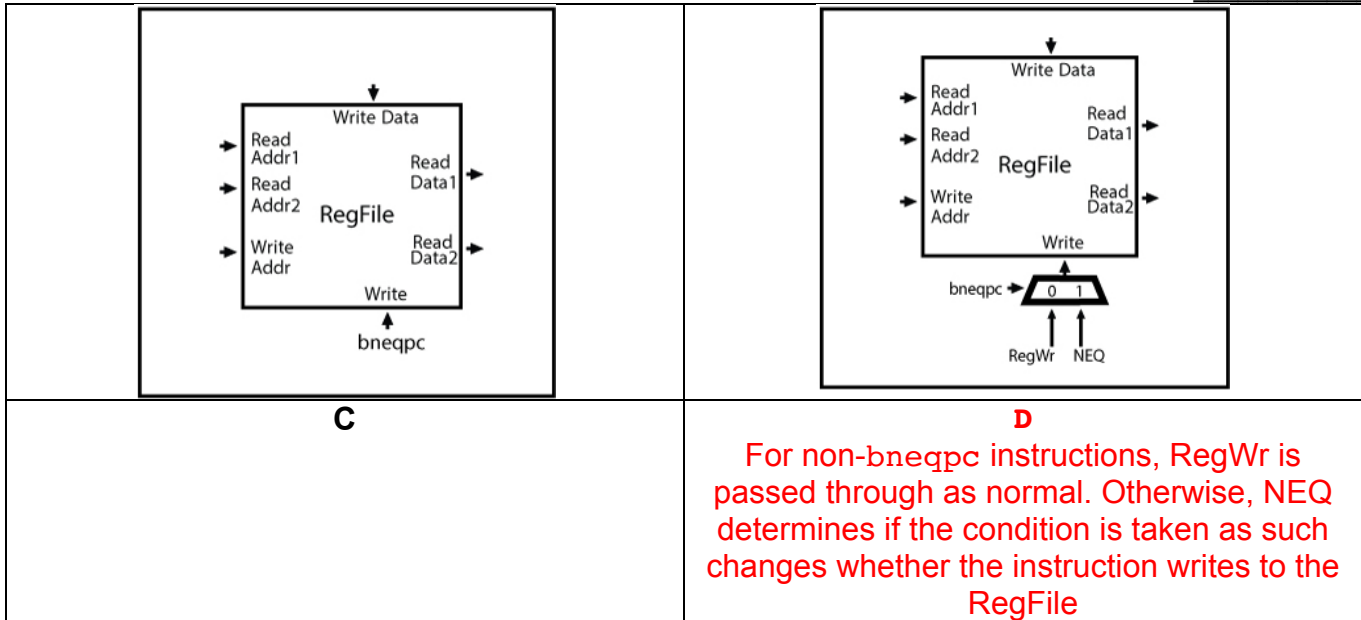 Write Data
Read
Addr1
Read
Addr2
Write
Addr
RegFile
Read
Data1
Read
Data2
Write
bneqpc
C
Write Data
Read
Addr1
Read
Addr2
Write
Addr
RegFile
Read
Data1
Read
Data2
Write
bneqpc
0 1
RegWr NEQ
D
For non-bneqpc instructions, RegWr is
passed through as normal. Otherwise, NEQ
determines if the condition is taken as such
changes whether the instruction writes to the
RegFile